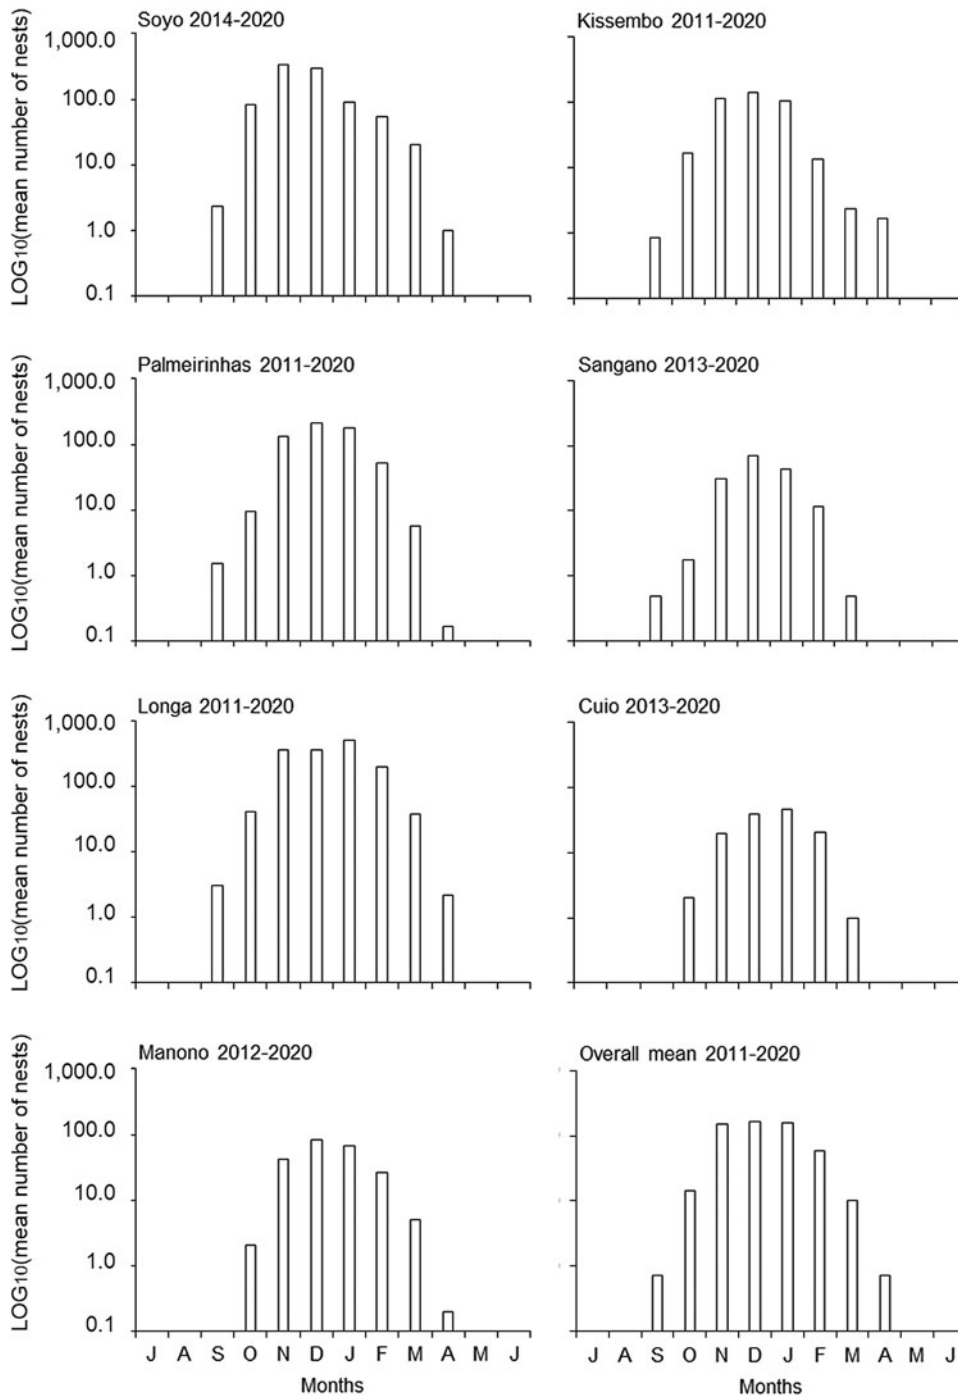 Soyo 2014-2020
Kissembo 2011-2020
LOG10(mean number of nests)
1,000.0
100.0
10.0
1.0
0.1
Palmeirinhas 2011-2020
Sangano 2013-2020
LOG10(mean number of nests)
1,000.0
100.0
10.0
1.0
0.1
Longa 2011-2020
Cuio 2013-2020
LOG10(mean number of nests)
1,000.0
100.0
10.0
1.0
0.1
Manono 2012-2020
Overall mean 2011-2020
LOG10(mean number of nests)
1,000.0
100.0
10.0
1.0
0.1
J A S O N D J F M A M J
J A S O N D J F M A M J
Months
Months